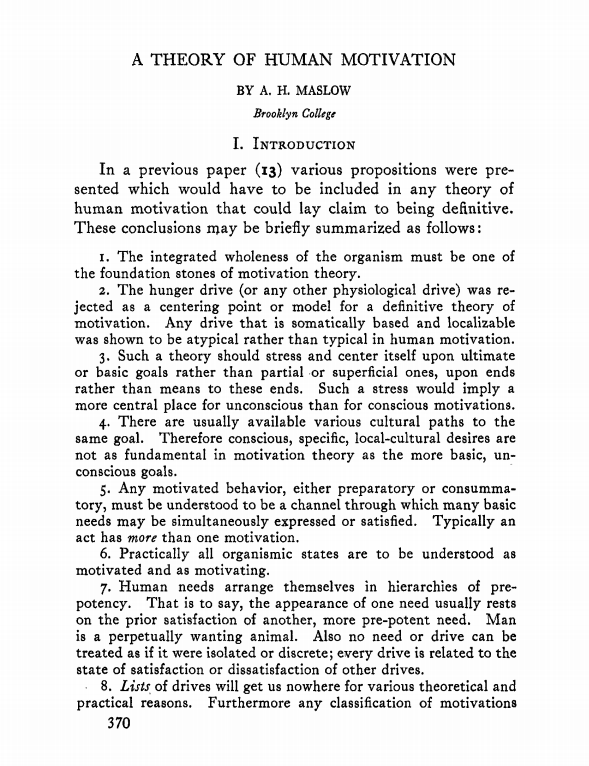 A THEORY OF HUMAN MOTIVATION
BY A. H. MASLOW
Brooklyn College
I. INTRODUCTION
In a previous paper (13) various propositions were pre-
sented which would have to be included in any theory of
human motivation that could lay claim to being definitive.
These conclusions may be briefly summarized as follows:
1. The integrated wholeness of the organism must be one of
the foundation stones of motivation theory.
2. The hunger drive (or any other physiological drive) was re-
jected as a centering point or model for a definitive theory of
motivation. Any drive that is somatically based and localizable
was shown to be atypical rather than typical in human motivation.
3. Such a theory should stress and center itself upon ultimate
or basic goals rather than partial or superficial ones, upon ends
rather than means to these ends. Such a stress would imply a
more central place for unconscious than for conscious motivations.
4. There are usually available various cultural paths to the
same goal. Therefore conscious, specific, local-cultural desires are
not as fundamental in motivation theory as the more basic, un-
conscious goals.
5. Any motivated behavior, either preparatory or consumma-
tory, must be understood to be a channel through which many basic
needs may be simultaneously expressed or satisfied. Typically an
act has more than one motivation.
6. Practically all organismic states are to be understood as
motivated and as motivating.
7. Human needs arrange themselves in hierarchies of pre-
potency. That is to say, the appearance of one need usually rests
on the prior satisfaction of another, more pre-potent need. Man
is a perpetually wanting animal. Also no need or drive can be
treated as if it were isolated or discrete; every drive is related to the
state of satisfaction or dissatisfaction of other drives.
8. Lists of drives will get us nowhere for various theoretical and
practical reasons. Furthermore any classification of motivations
370